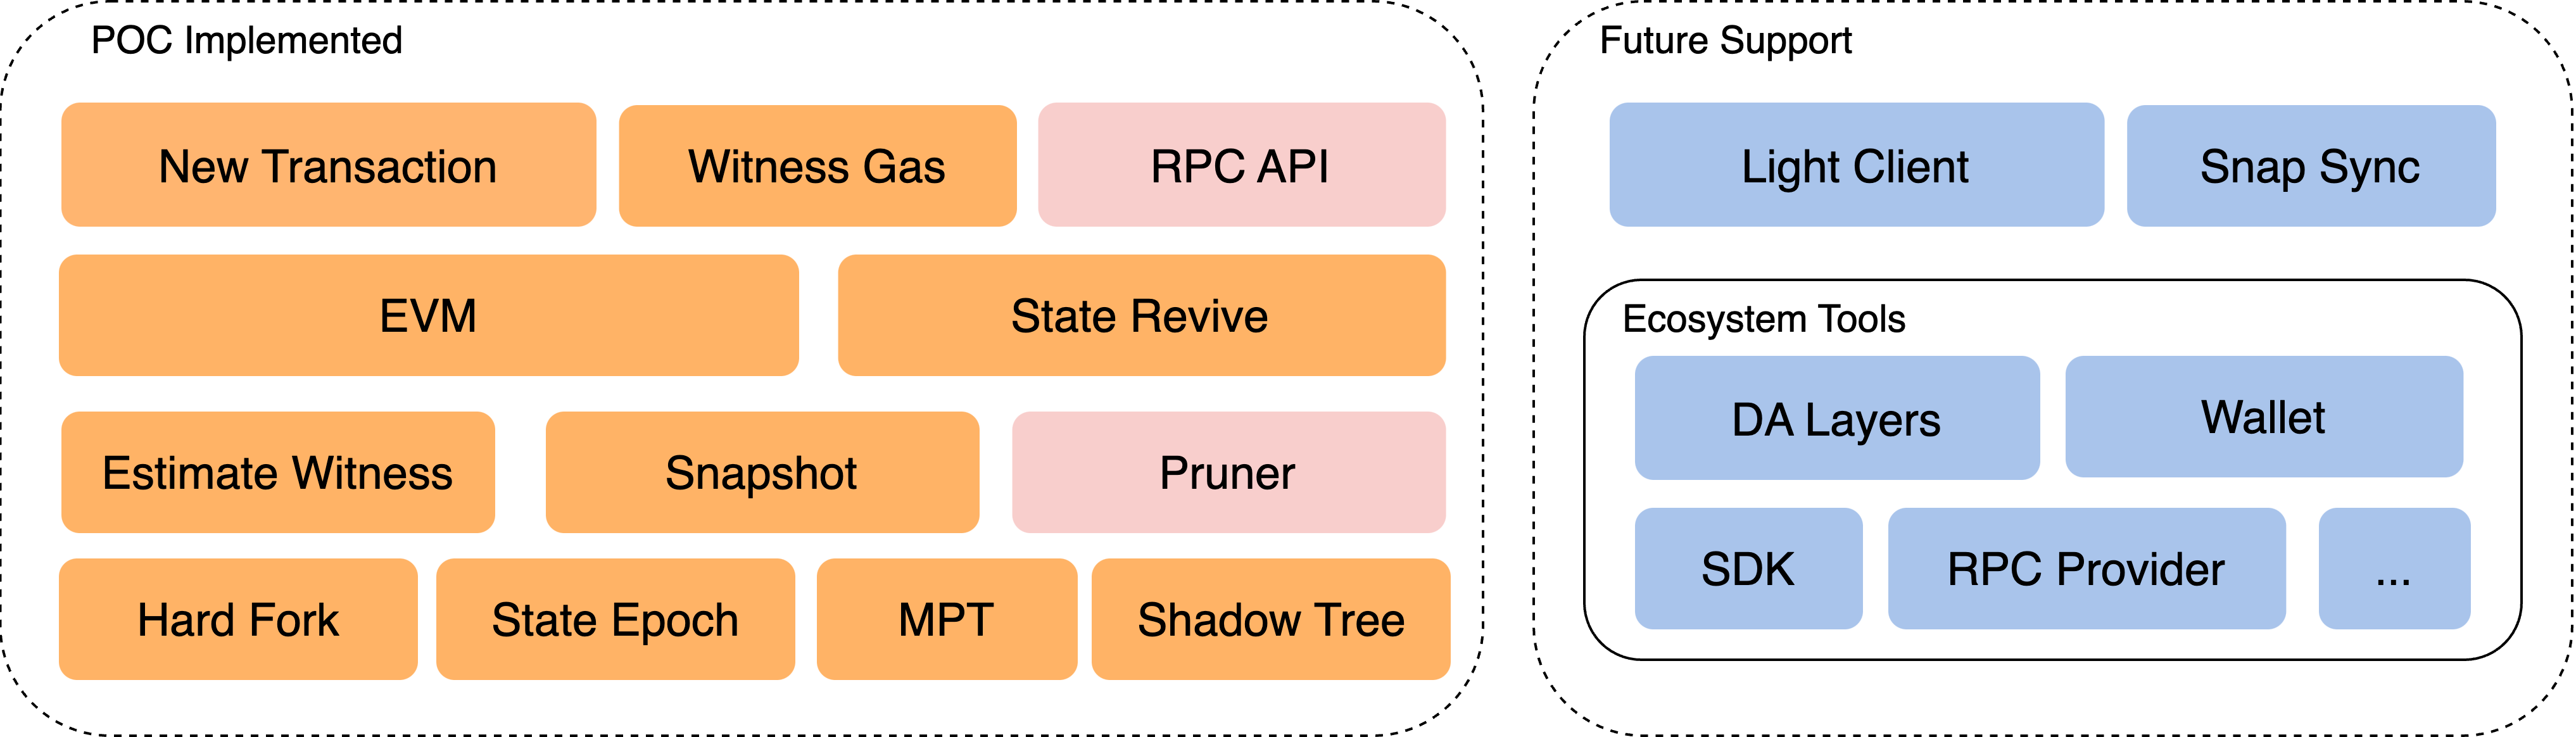 POC Implemented
New Transaction
Witness Gas
RPC API
EVM
State Revive
Estimate Witness
Snapshot
Pruner
Hard Fork
State Epoch
MPT
Shadow Tree
Future Support
Light Client
Snap Sync
Ecosystem Tools
DA Layers
Wallet
SDK
RPC Provider
...